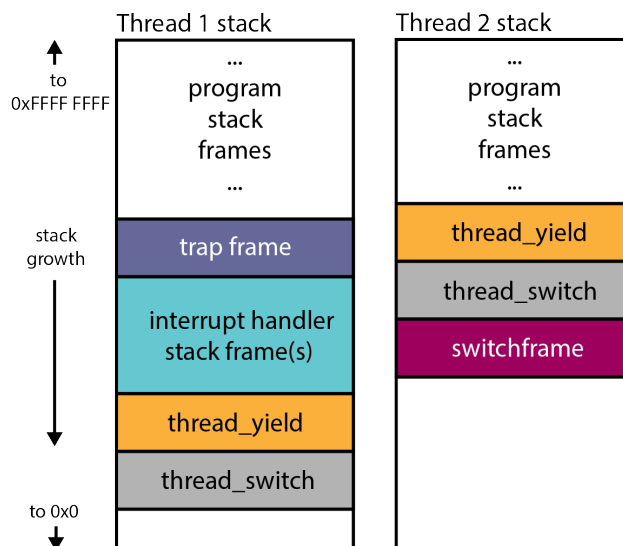 Thread 1 stack
Thread 2 stack
to
0xFFFF FFFF
stack
growth
to 0x0
...
program
stack
frames
...
trap frame
interrupt handler
stack frame(s)
thread_yield
thread_switch
...
program
stack
frames
...
thread_yield
thread_switch
switchframe